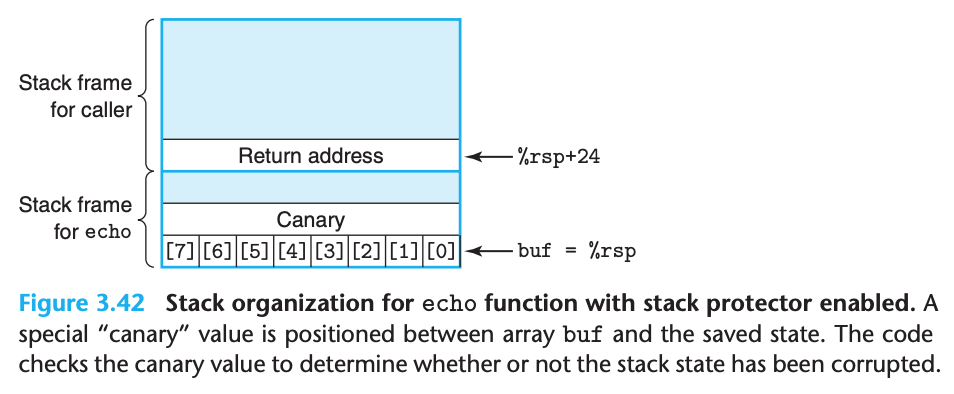 Stack frame
for caller
Return address
%rsp+24
Stack frame
for echo
Canary
[7] [6] [5] [4] [3] [2] [1] [0]
buf = %rsp
Figure 3.42 Stack organization for echo function with stack protector enabled. A
special “canary” value is positioned between array buf and the saved state. The code
checks the canary value to determine whether or not the stack state has been corrupted.